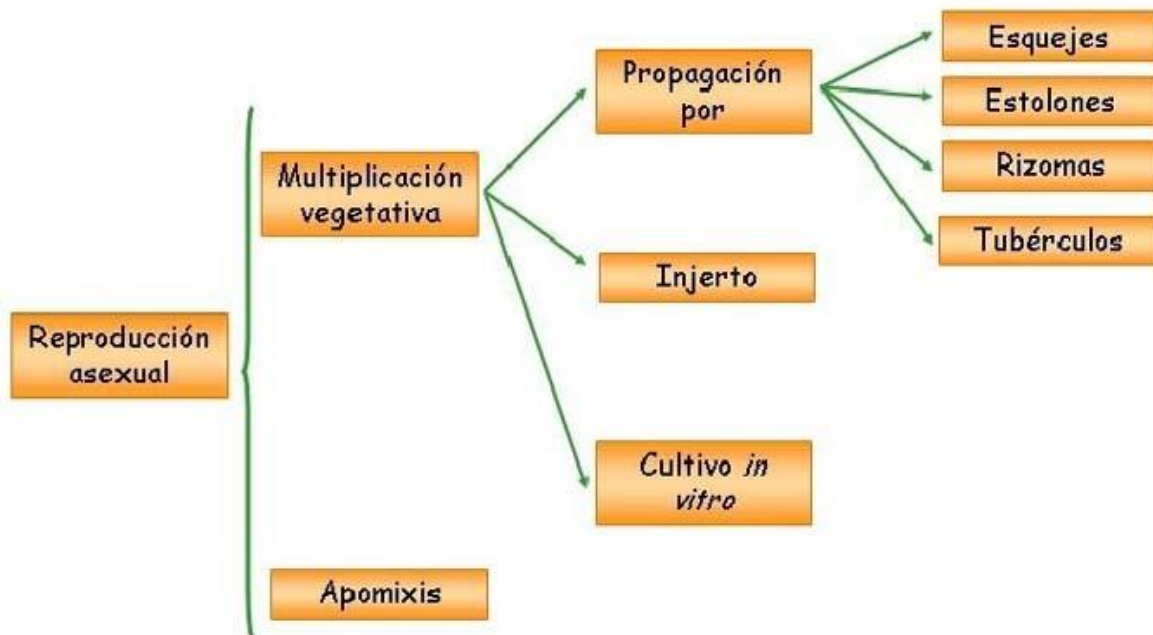 Reproducción
asexual
Multiplicación
vegetativa
Apomixis
Propagación
por
Injerto
Cultivo in
vitro
Esquejes
Estolones
Rizomas
Tubérculos